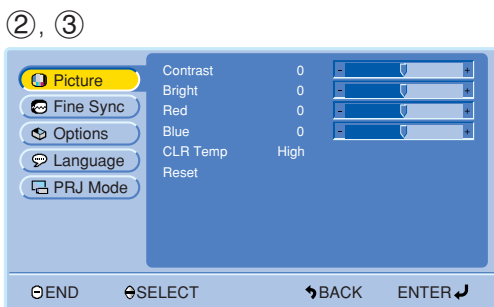 ②, ③
Picture
Fine Sync
Options
Language
PRJ Mode
Contrast 0 - +
Bright 0 - +
Red 0 - +
Blue 0 - +
CLR Temp High
Reset
END SELECT BACK ENTER